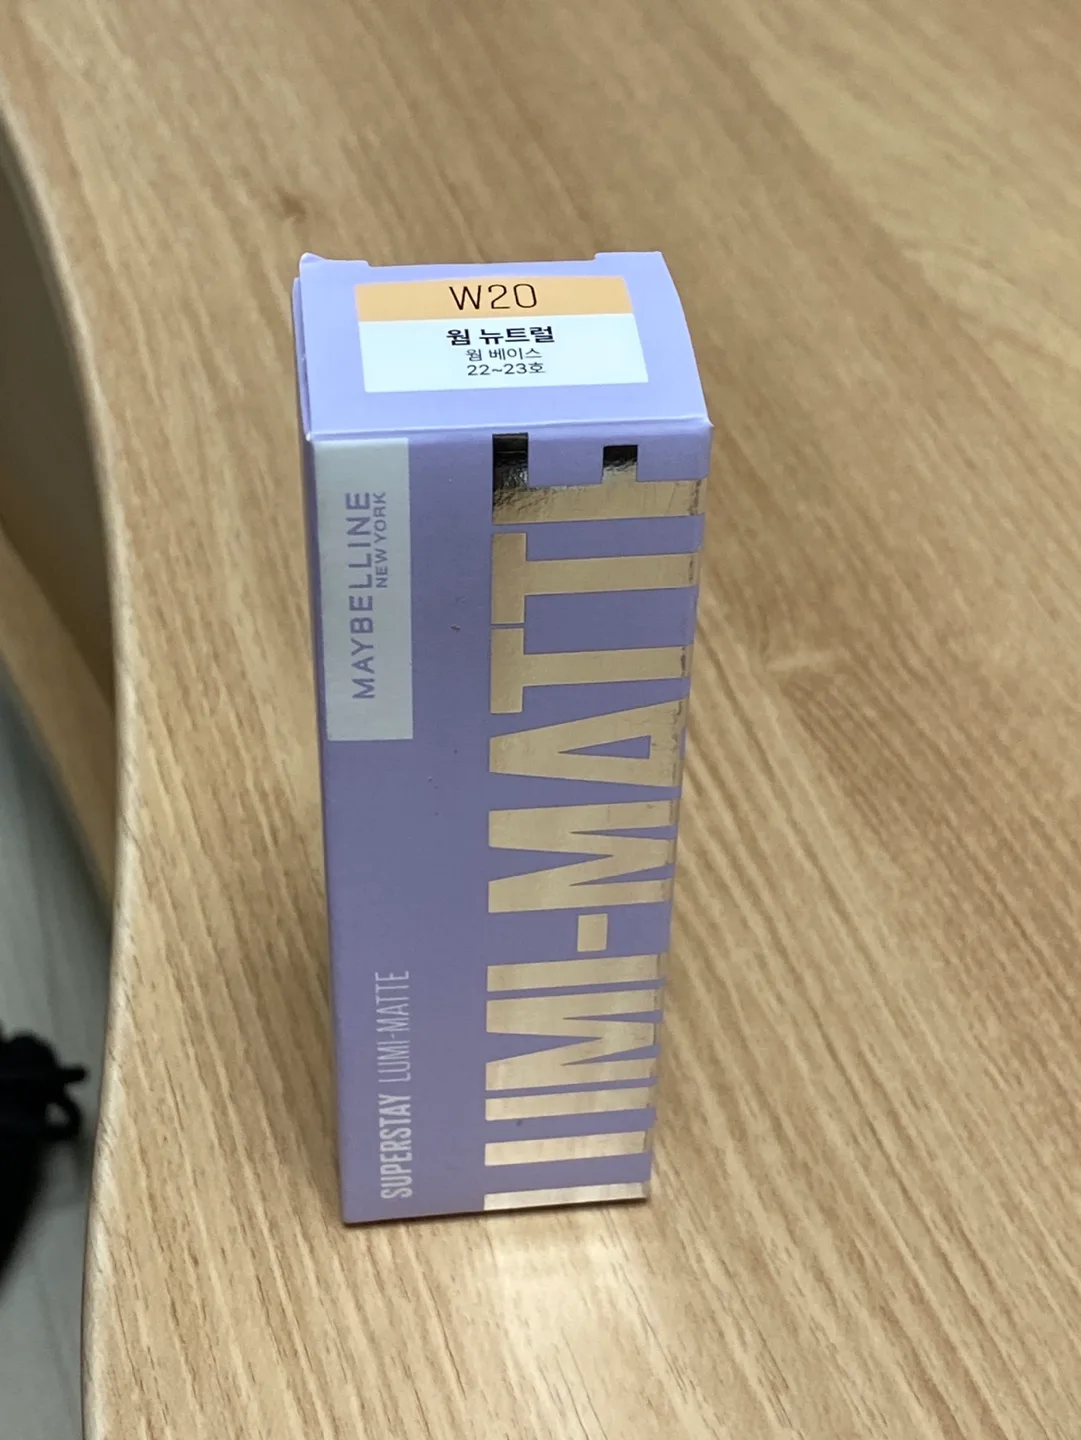 W20
웜 뉴트럴
웜 베이스
22~23호
MAYBELLINE
NEW YORK
SUPERSTAY LUMI-MATTE
LUMI-MATTE